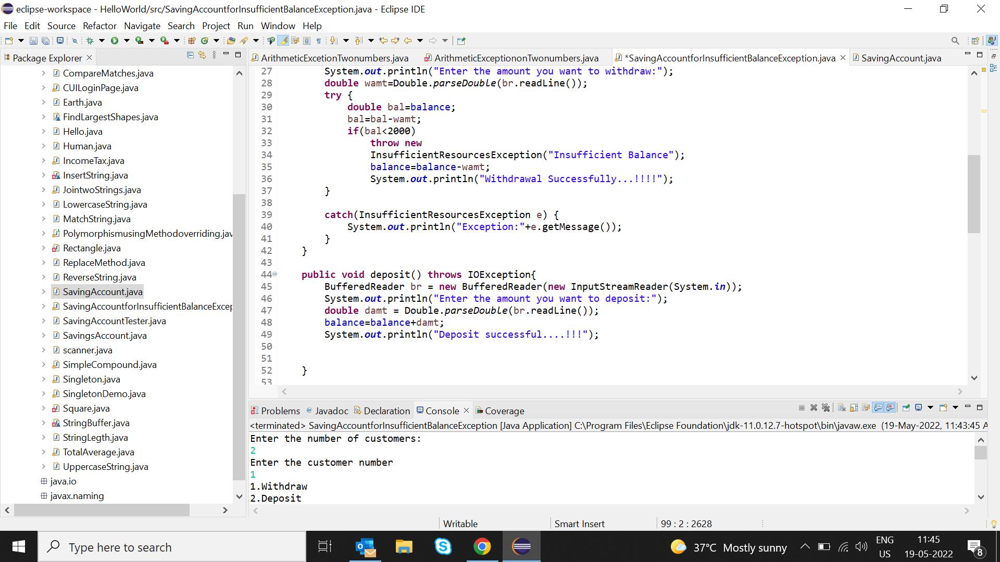 eclipse-workspace - HelloWorld/src/SavingAccountforInsufficientBalanceException.java - Eclipse IDE
File Edit Source Refactor Navigate Search Project Run Window Help
Package Explorer
CompareMatches.java
CUILoginPage.java
Earth.java
FindLargestShapes.java
Hello.java
Human.java
IncomeTax.java
InsertString.java
JointwoStrings.java
LowercaseString.java
MatchString.java
PolymorphismusingMethodoverriding.jav
Rectangle.java
ReplaceMethod.java
ReverseString.java
SavingAccount.java
SavingAccountforInsufficientBalanceExcep
SavingAccountTester.java
SavingsAccount.java
scanner.java
SimpleCompound.java
Singleton.java
SingletonDemo.java
Square.java
StringBuffer.java
StringLegth.java
TotalAverage.java
UppercaseString.java
java.io
javax.naming
ArithmeticExcetionTwonumbers.java ArithmeticExceptiononTwonumbers.java *SavingAccountforInsufficientBalanceException.java SavingAccount.java
27 System.out.println("Enter the amount you want to withdraw:");
28 double wamt=Double.parseDouble(br.readLine());
29 try {
30 double bal=balance;
31 bal=bal-wamt;
32 if(bal<2000)
33 throw new
34 InsufficientResourcesException("Insufficient Balance");
35 balance=balance-wamt;
36 System.out.println("Withdrawal Successfully...!!!!");
37 }
38
39 catch(InsufficientResourcesException e) {
40 System.out.println("Exception:"+e.getMessage());
41 }
42 }
43
44 public void deposit() throws IOException{
45 BufferedReader br = new BufferedReader(new InputStreamReader(System.in));
46 System.out.println("Enter the amount you want to deposit:");
47 double damt = Double.parseDouble(br.readLine());
48 balance=balance+damt;
49 System.out.println("Deposit successful....!!!");
50
51
52 }
53
Problems Javadoc Declaration Console Coverage
<terminated> SavingAccountforInsufficientBalanceException [Java Application] C:\Program Files\Eclipse Foundation\jdk-11.0.12.7-hotspot\bin\javaw.exe (19-May-2022, 11:43:45 A
Enter the number of customers:
2
Enter the customer number
1
1.Withdraw
2.Deposit
Writable Smart Insert 99 : 2 : 2628
Type here to search
37°C Mostly sunny
ENG
US
11:45
19-05-2022
8